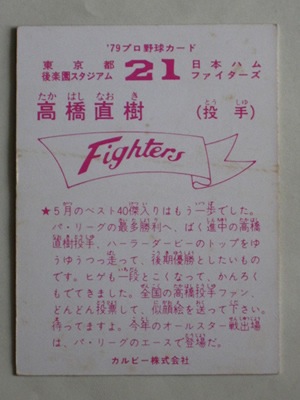 '79プロ野球カード
東京都
後楽園スタジアム
21
日本ハム
ファイターズ
たか はし なお き
高橋直樹
とう しゆ
(投手)
Fighters
★5月のベスト40傑入りはもう一歩でした。
パ・リーグの最多勝利へ、ばく進中の高橋
直樹投手、ハーラーダービーのトップをゆ
うゆうつっ走って、後期優勝としたいもの
です。ヒゲも一段とこくなって、かんろく
もでてきました。全国の高橋投手ファン、
どんどん投票して、似顔絵を送って下さい。
待ってますよ。今年のオールスター戦出場
は、パ・リーグのエースで登場だ。
カルビー株式会社